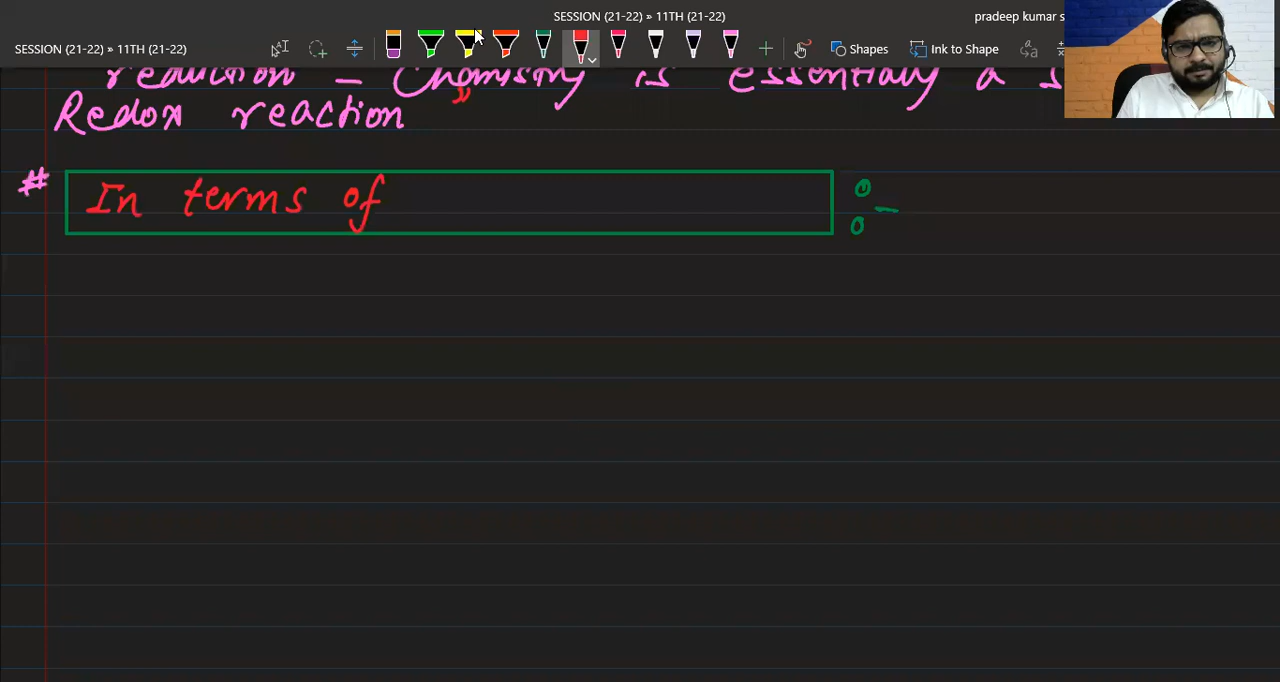 SESSION (21-22) » 11TH (21-22)
pradeep kumar s
SESSION (21-22) » 11TH (21-22)
Shapes
Ink to Shape
reduction – Chemistry is essentially a
Redox reaction
# In terms of :-